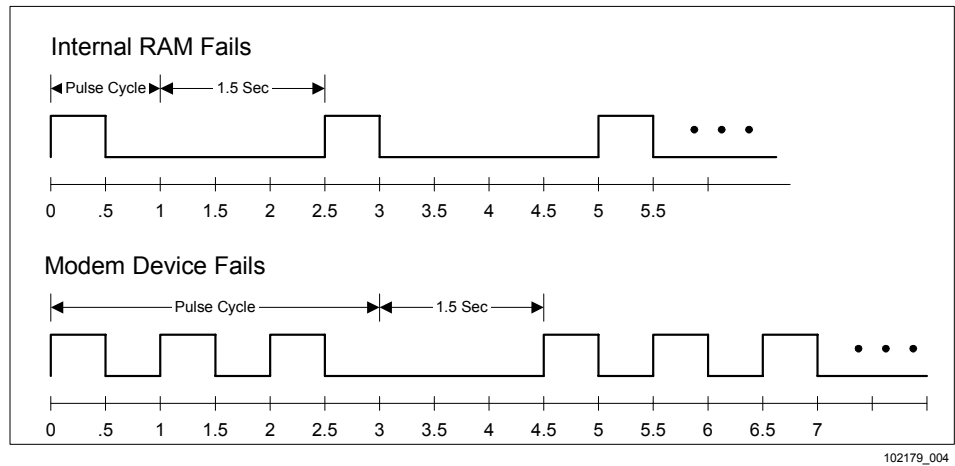 Internal RAM Fails
Pulse Cycle 1.5 Sec
0 .5 1 1.5 2 2.5 3 3.5 4 4.5 5 5.5
Modem Device Fails
Pulse Cycle 1.5 Sec
0 .5 1 1.5 2 2.5 3 3.5 4 4.5 5 5.5 6 6.5 7
102179_004